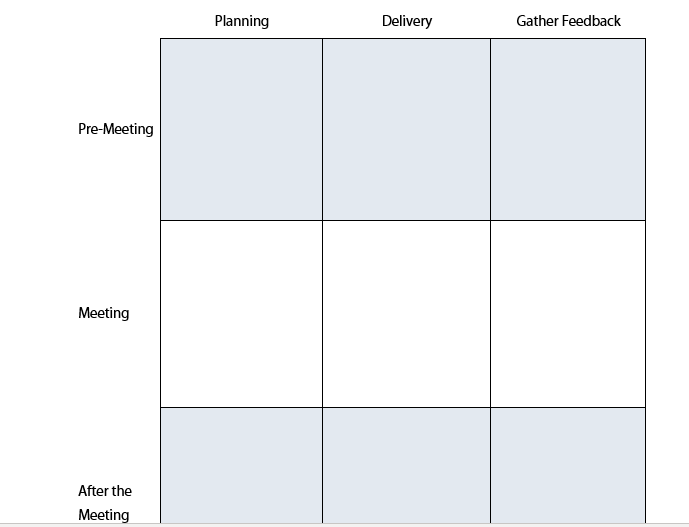 Planning Delivery Gather Feedback
Pre-Meeting
Meeting
After the
Meeting